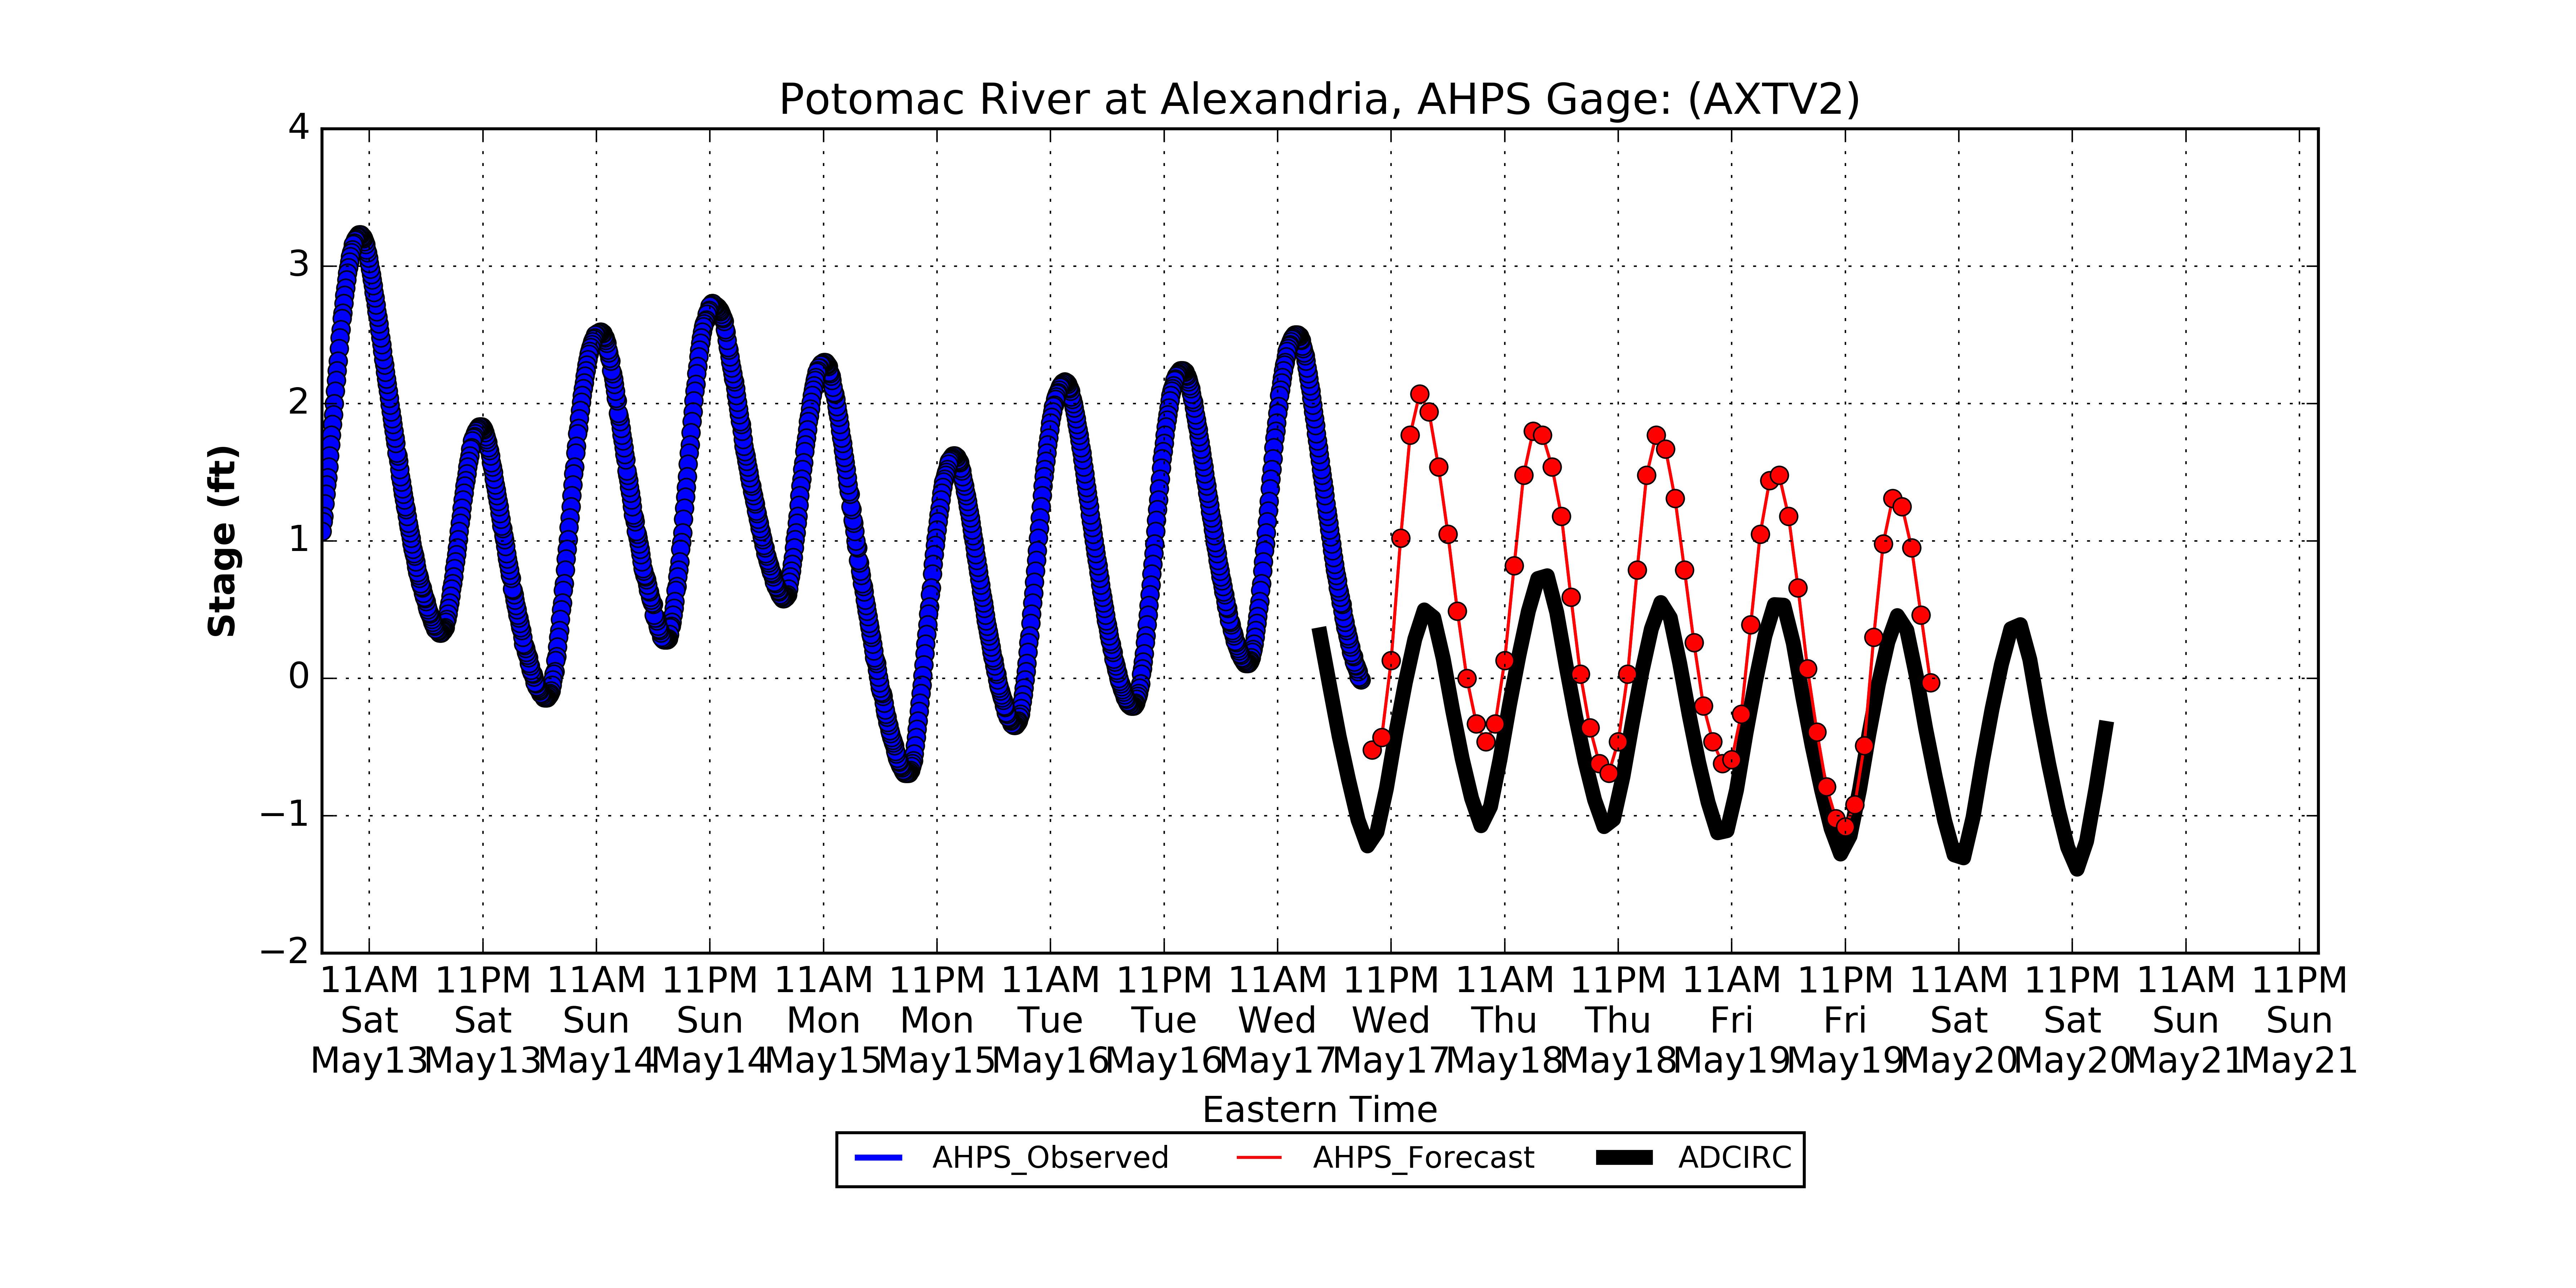 Potomac River at Alexandria, AHPS Gage: (AXTV2)
4
3
2
1
0
−1
−2
Stage (ft)
11AM 11PM 11AM 11PM 11AM 11PM 11AM 11PM 11AM 11PM 11AM 11PM 11AM 11PM 11AM 11PM 11AM 11PM
Sat Sat Sun Sun Mon Mon Tue Tue Wed Wed Thu Thu Fri Fri Sat Sat Sun Sun
May13 May13 May14 May14 May15 May15 May16 May16 May17 May17 May18 May18 May19 May19 May20 May20 May21 May21
Eastern Time
AHPS_Observed AHPS_Forecast ADCIRC